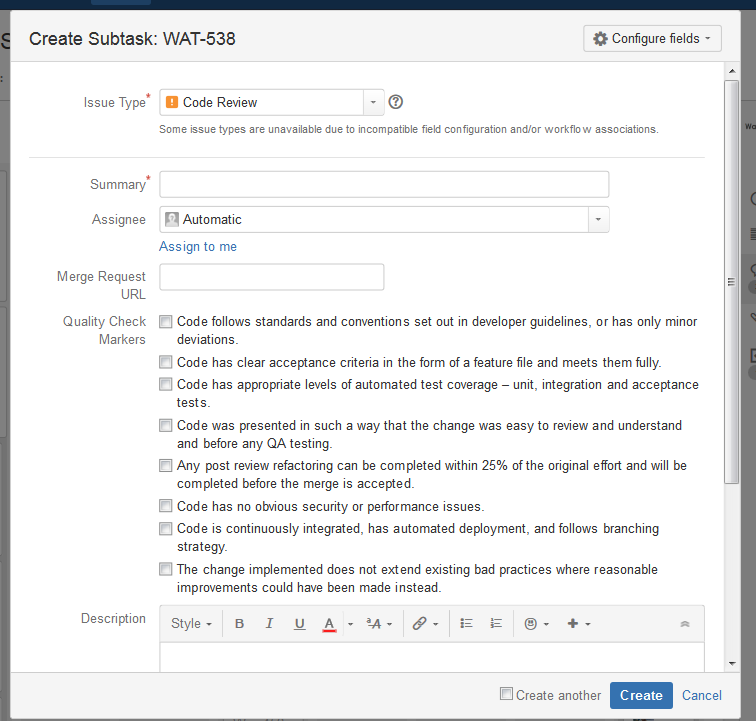 Create Subtask: WAT-538
Configure fields
Issue Type*
Code Review
Some issue types are unavailable due to incompatible field configuration and/or workflow associations.
Summary*
Assignee
Automatic
Assign to me
Merge Request
URL
Quality Check
Markers
Code follows standards and conventions set out in developer guidelines, or has only minor
deviations.
Code has clear acceptance criteria in the form of a feature file and meets them fully.
Code has appropriate levels of automated test coverage – unit, integration and acceptance
tests.
Code was presented in such a way that the change was easy to review and understand
and before any QA testing.
Any post review refactoring can be completed within 25% of the original effort and will be
completed before the merge is accepted.
Code has no obvious security or performance issues.
Code is continuously integrated, has automated deployment, and follows branching
strategy.
The change implemented does not extend existing bad practices where reasonable
improvements could have been made instead.
Description
Style B I U A ªA
Create another
Create
Cancel